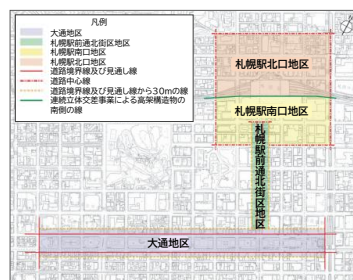 凡例
大通地区
札幌駅前通北街区地区
札幌駅南口地区
札幌駅北口地区
道路境界線及び見通し線
道路中心線
道路境界線及び見通し線から30mの線
連続立体交差事業による高架構造物の
南側の線
札幌駅北口地区
札幌駅南口地区
札幌駅前通北街区地区
大通地区